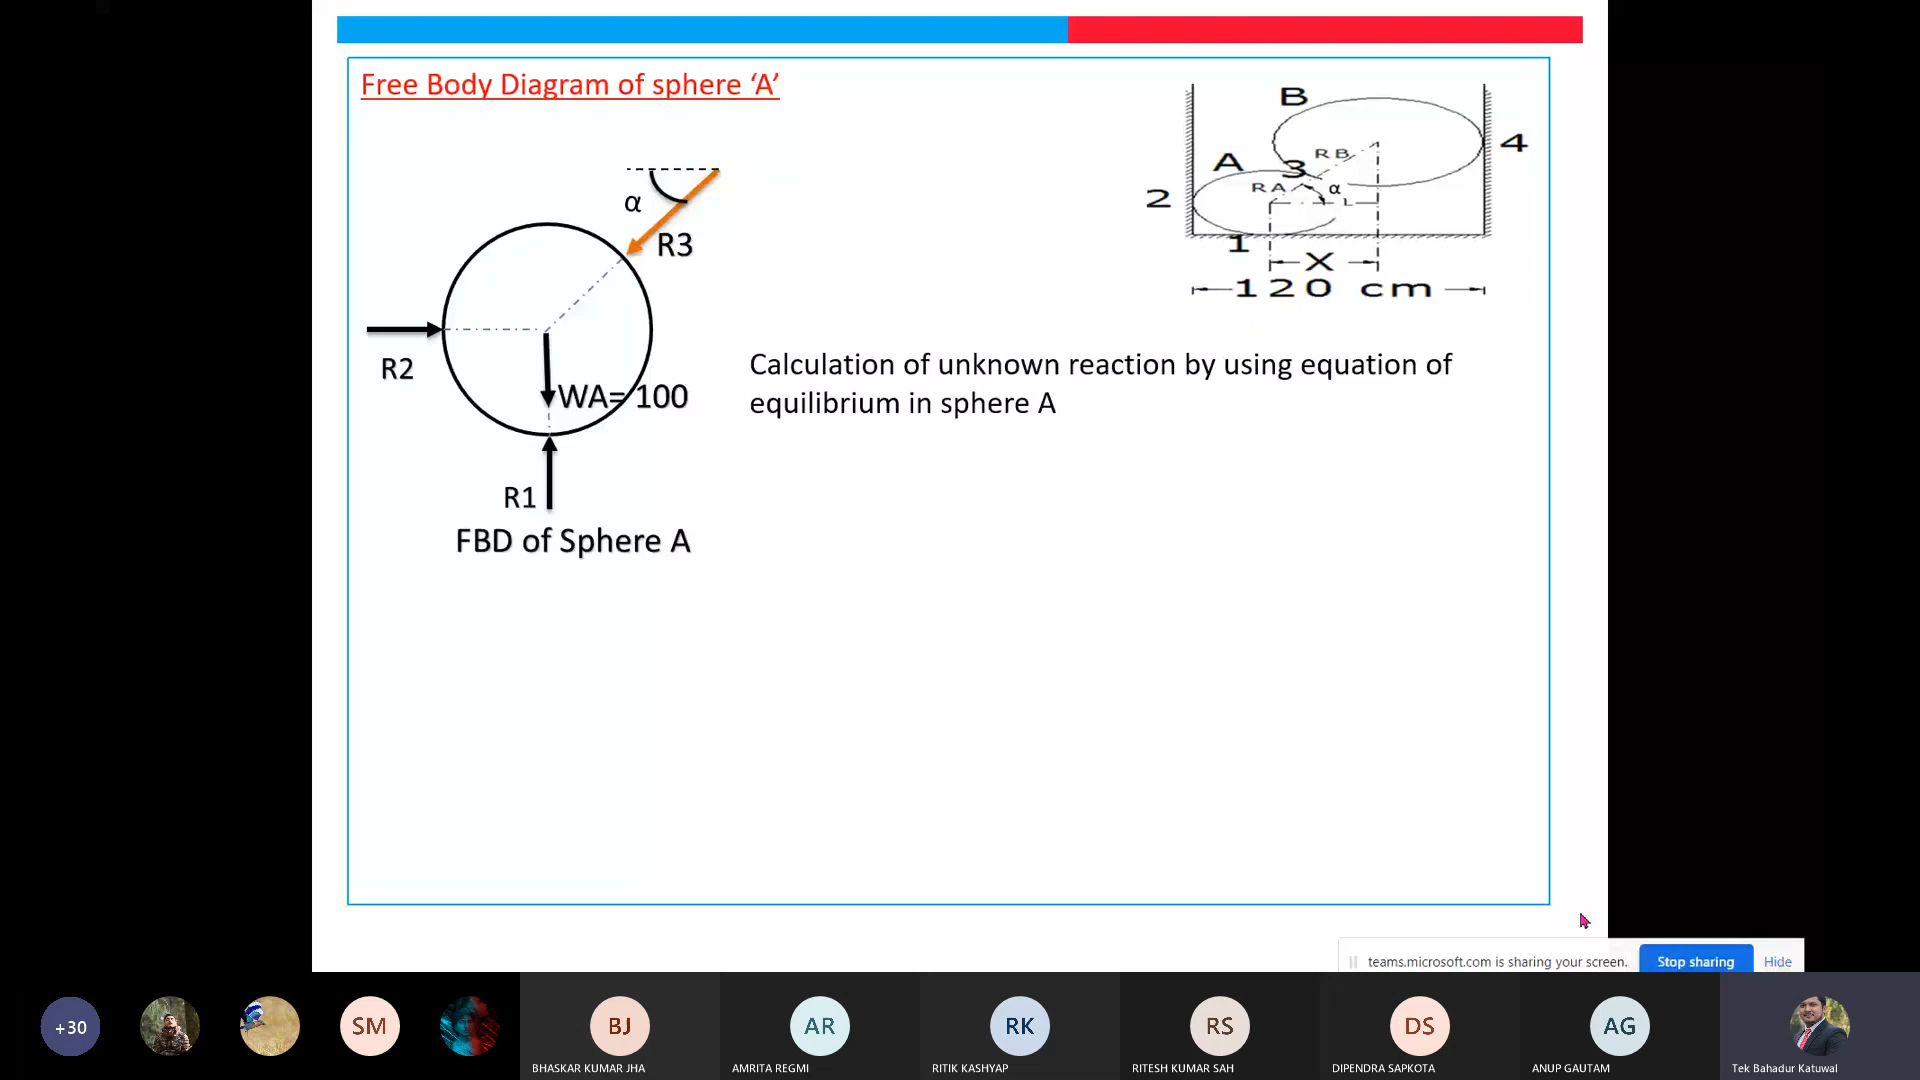 Free Body Diagram of sphere ‘A’
B
4
RB
A
3
RA
α
L
2
1
X
120 cm
α
R3
R2
WA= 100
R1
FBD of Sphere A
Calculation of unknown reaction by using equation of
equilibrium in sphere A
teams.microsoft.com is sharing your screen.
Stop sharing
Hide
+30
SM
BJ
AR
RK
RS
DS
AG
BHASKAR KUMAR JHA
AMRITA REGMI
RITIK KASHYAP
RITESH KUMAR SAH
DIPENDRA SAPKOTA
ANUP GAUTAM
Tek Bahadur Katuwal